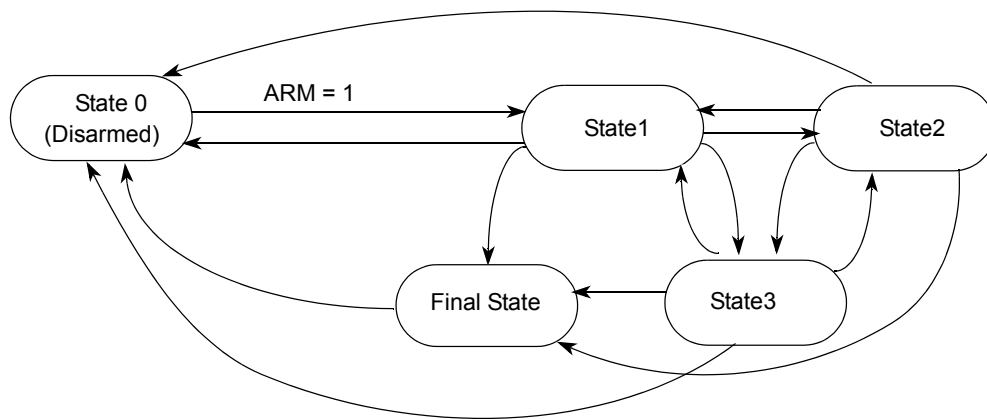 State 0
(Disarmed)
ARM = 1
State1
State2
Final State
State3